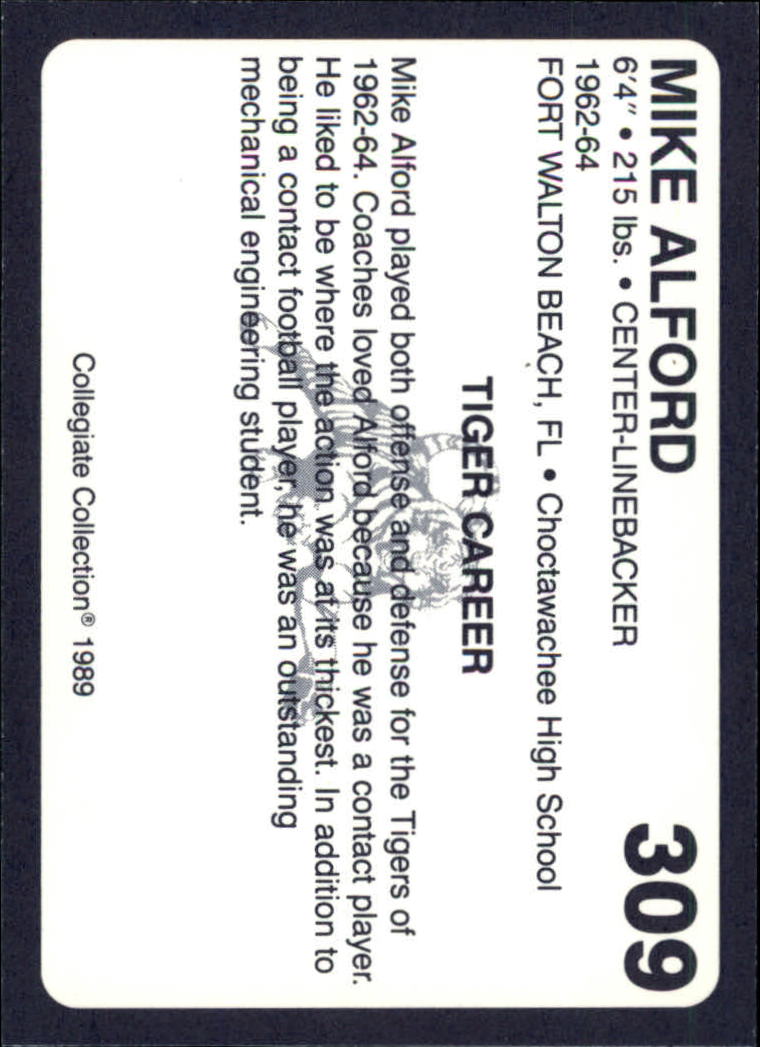 MIKE ALFORD 309
6'4" • 215 lbs. • CENTER-LINEBACKER
1962-64
FORT WALTON BEACH, FL • Choctawachee High School
TIGER CAREER
Mike Alford played both offense and defense for the Tigers of
1962-64. Coaches loved Alford because he was a contact player.
He liked to be where the action was at its thickest. In addition to
being a contact football player, he was an outstanding
mechanical engineering student.
Collegiate Collection® 1989